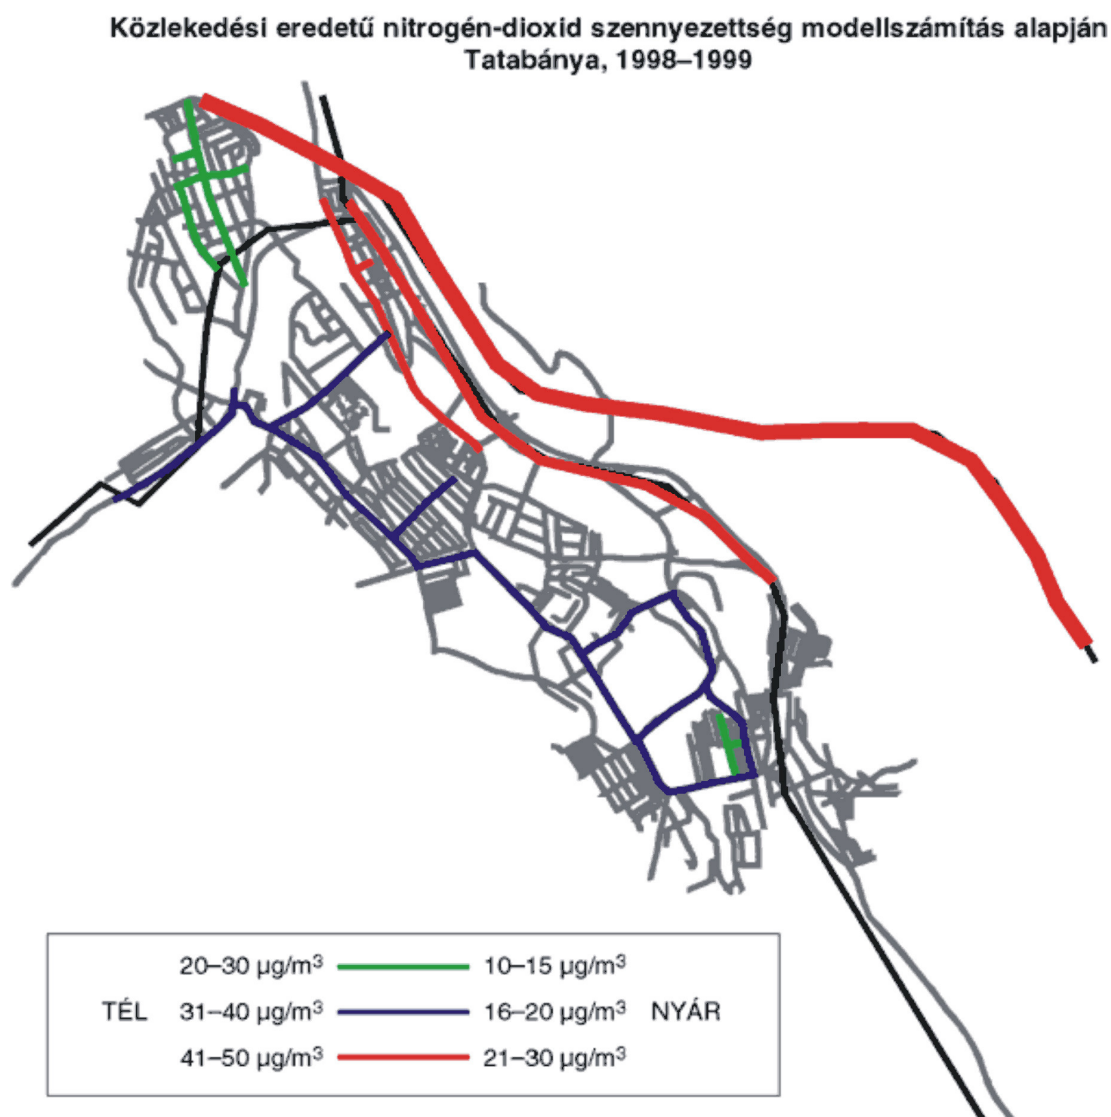 Közlekedési eredetű nitrogén-dioxid szennyezettség modellszámítás alapján
Tatabánya, 1998–1999
20–30 µg/m³ 10–15 µg/m³
TÉL 31–40 µg/m³ 16–20 µg/m³ NYÁR
41–50 µg/m³ 21–30 µg/m³